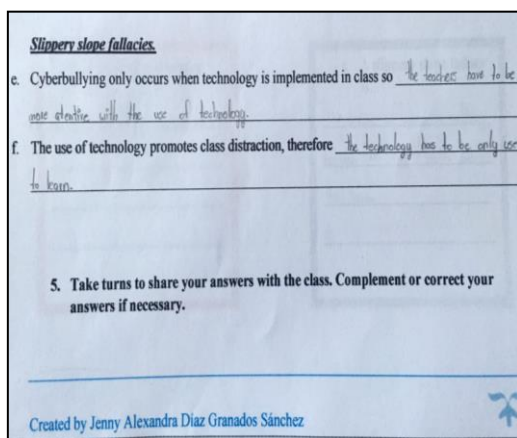 Slippery slope fallacies.
e. Cyberbullying only occurs when technology is implemented in class so the teachers have to be
more atentive with the use of technology.
f. The use of technology promotes class distraction, therefore the technology has to be only use
to learn.
5. Take turns to share your answers with the class. Complement or correct your
answers if necessary.
Created by Jenny Alexandra Diaz Granados Sánchez